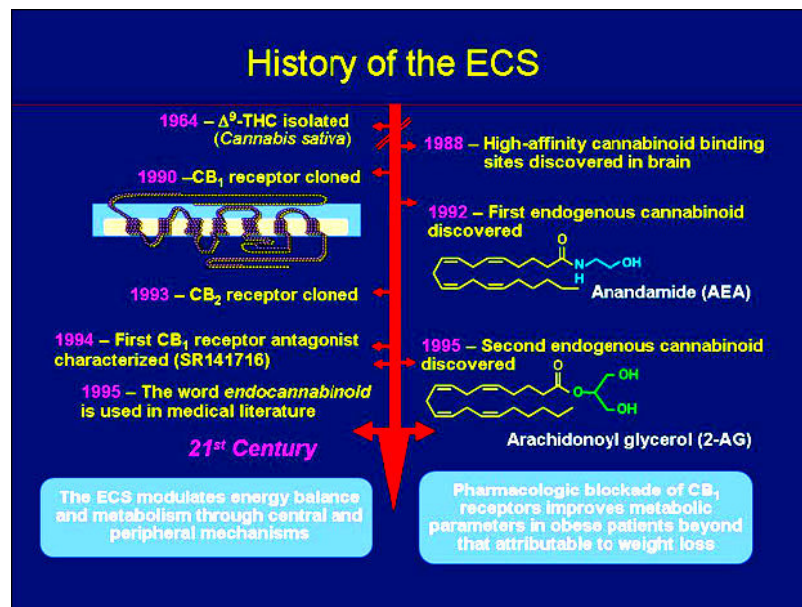 History of the ECS
1964 – Δ⁹-THC isolated
(Cannabis sativa)
1988 – High-affinity cannabinoid binding
sites discovered in brain
1990 –CB₁ receptor cloned
1992 – First endogenous cannabinoid
discovered
O
N
H
OH
Anandamide (AEA)
1993 – CB₂ receptor cloned
1994 – First CB₁ receptor antagonist
characterized (SR141716)
1995 – Second endogenous cannabinoid
discovered
O
O
OH
OH
Arachidonoyl glycerol (2-AG)
1995 – The word endocannabinoid
is used in medical literature
21st Century
The ECS modulates energy balance
and metabolism through central and
peripheral mechanisms
Pharmacologic blockade of CB₁
receptors improves metabolic
parameters in obese patients beyond
that attributable to weight loss